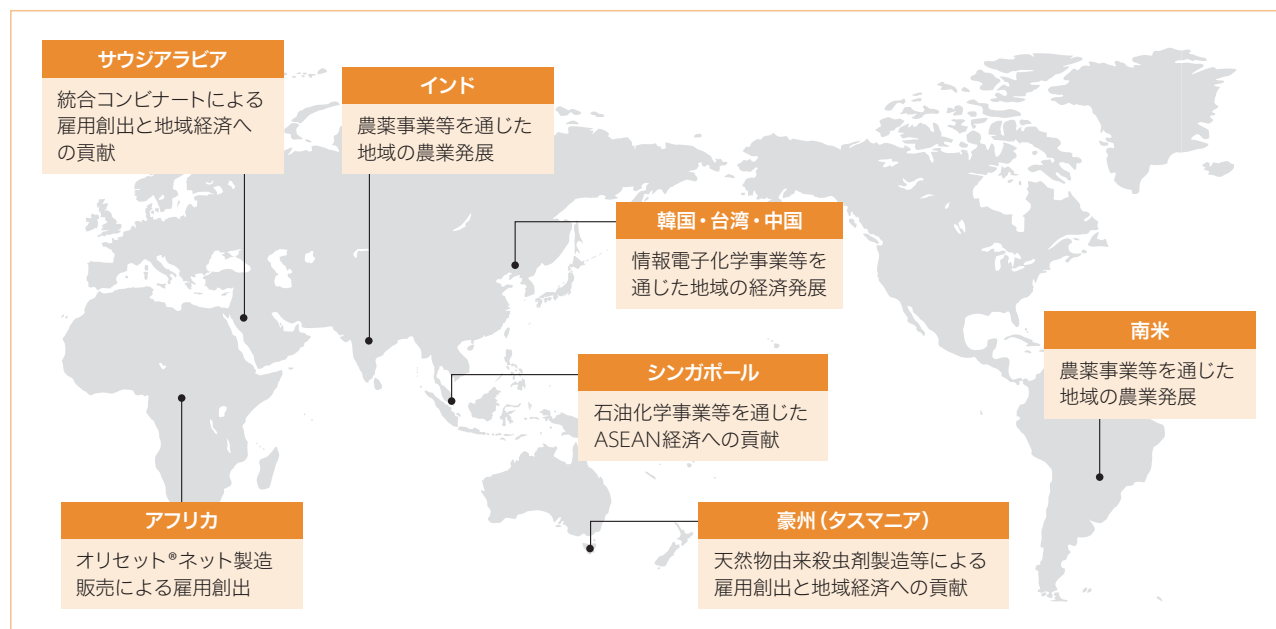 サウジアラビア
統合コンビナートによる
雇用創出と地域経済へ
の貢献
インド
農薬事業等を通じた
地域の農業発展
韓国・台湾・中国
情報電子化学事業等を
通じた地域の経済発展
南米
農薬事業等を通じた
地域の農業発展
シンガポール
石油化学事業等を通じた
ASEAN経済への貢献
アフリカ
オリセット®ネット製造
販売による雇用創出
豪州（タスマニア）
天然物由来殺虫剤製造等による
雇用創出と地域経済への貢献